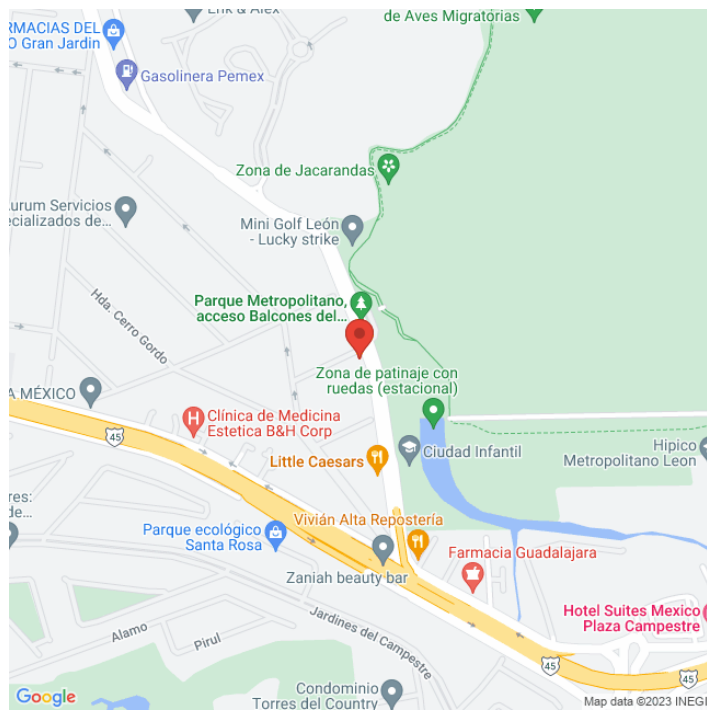 Erik & Alex
de Aves Migratorias
RMACIAS DEL
O Gran Jardin
Gasolinera Pemex
Zona de Jacarandas
urum Servicios
ecializados de...
Mini Golf León
- Lucky strike
Parque Metropolitano,
acceso Balcones del...
Hda. Cerro Gordo
Zona de patinaje con
ruedas (estacional)
A MÉXICO
45
Clínica de Medicina
Estetica B&H Corp
Ciudad Infantil
Hipico
Metropolitano Leon
Little Caesars
res:
de...
Parque ecológico
Santa Rosa
Vivián Alta Repostería
Farmacia Guadalajara
Zaniah beauty bar
Hotel Suites Mexico
Plaza Campestre
Jardines del Campestre
Alamo
Pirul
45
45
Condominio
Torres del Country
Google
Map data ©2023 INEGI